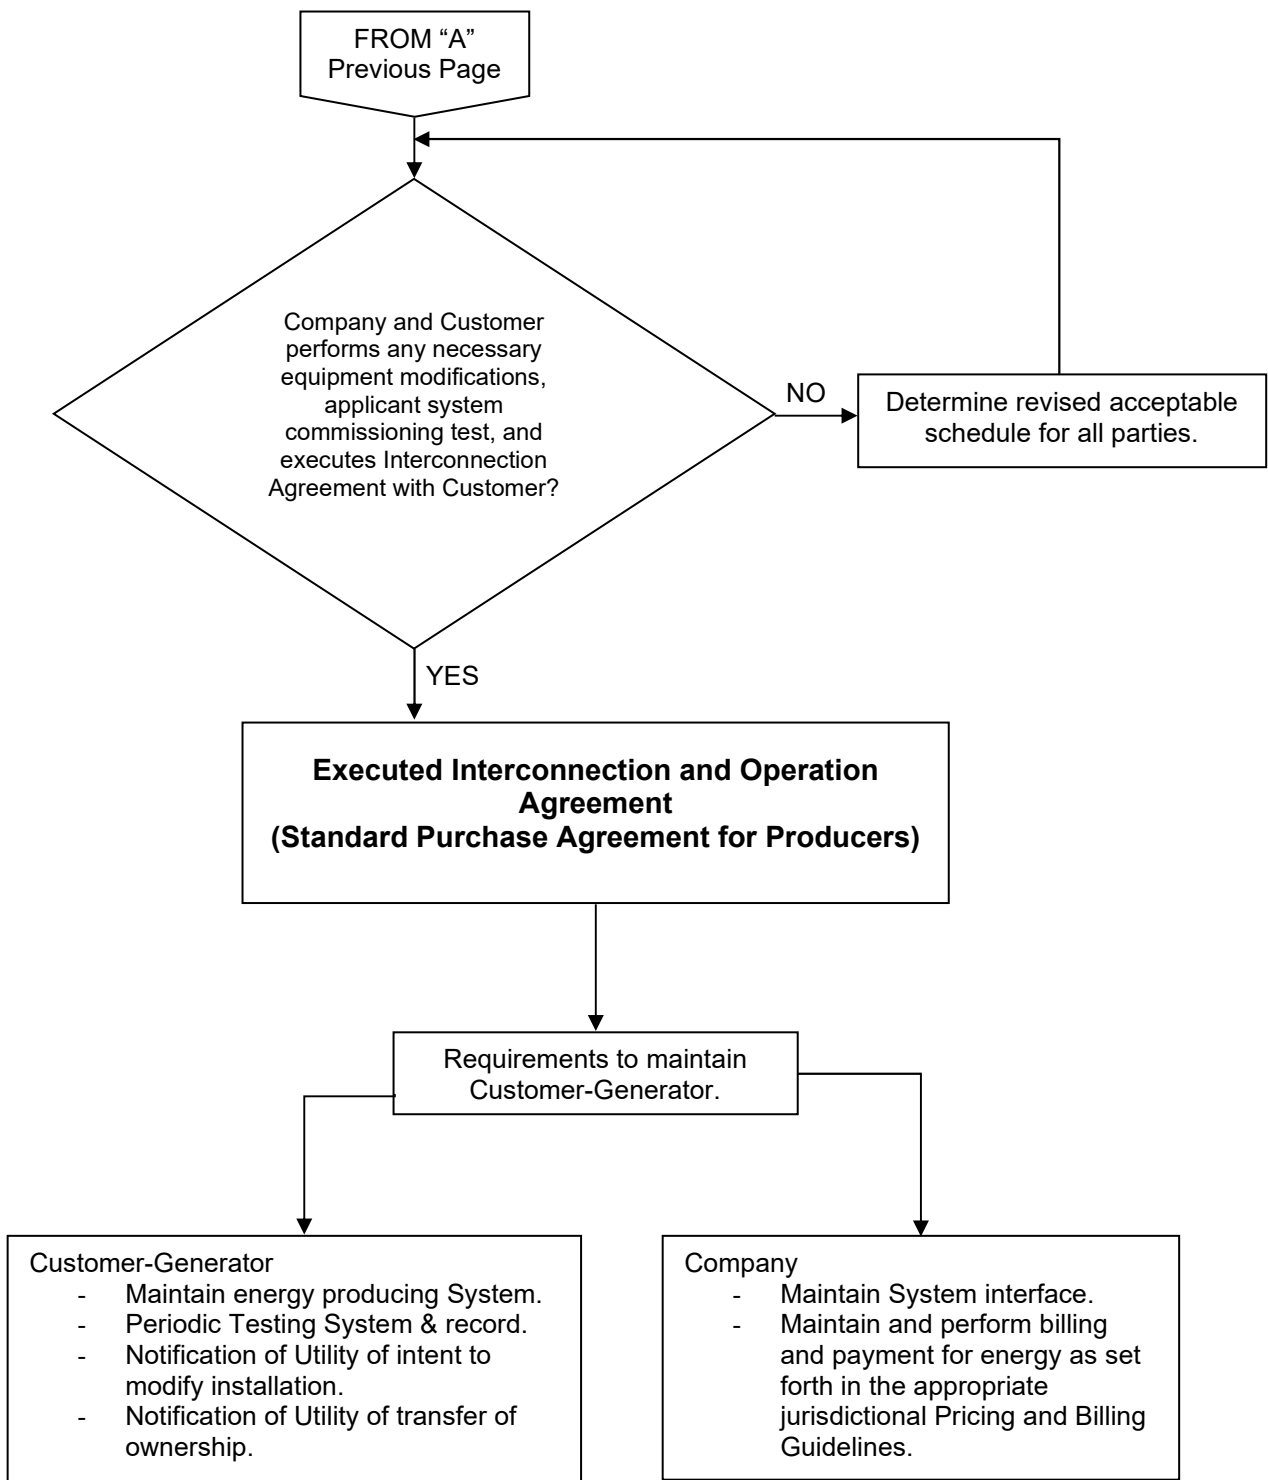 FROM “A”
Previous Page
Company and Customer
performs any necessary
equipment modifications,
applicant system
commissioning test, and
executes Interconnection
Agreement with Customer?
NO
Determine revised acceptable
schedule for all parties.
YES
Executed Interconnection and Operation
Agreement
(Standard Purchase Agreement for Producers)
Requirements to maintain
Customer-Generator.
Customer-Generator
- Maintain energy producing System.
- Periodic Testing System & record.
- Notification of Utility of intent to
modify installation.
- Notification of Utility of transfer of
ownership.
Company
- Maintain System interface.
- Maintain and perform billing
and payment for energy as set
forth in the appropriate
jurisdictional Pricing and Billing
Guidelines.